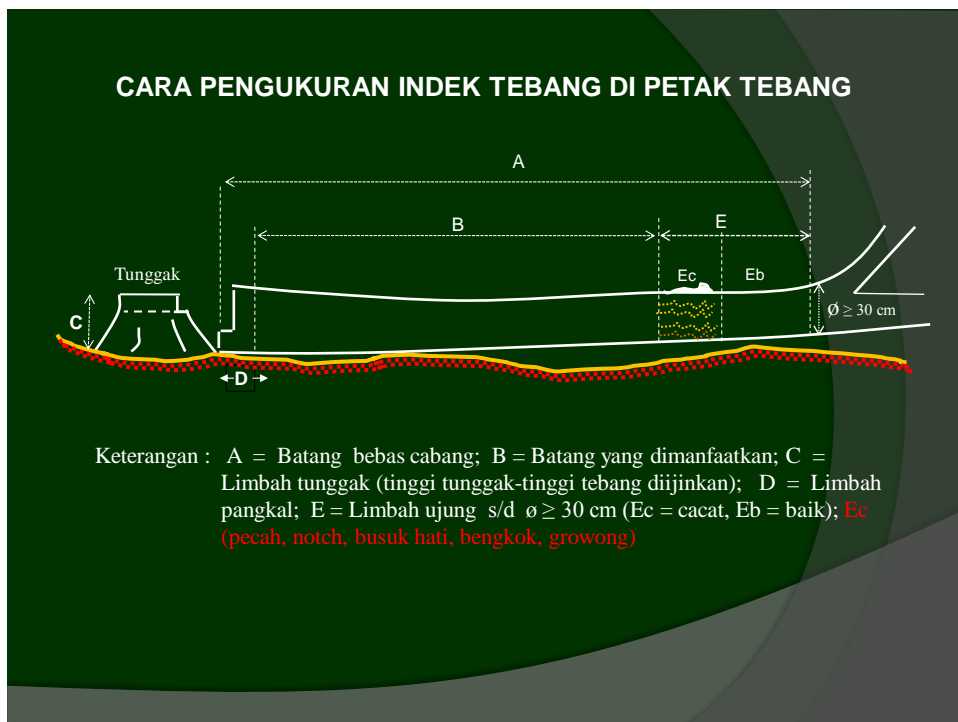 CARA PENGUKURAN INDEK TEBANG DI PETAK TEBANG
A
B
E
Tunggak
Ec
Eb
C
Ø ≥ 30 cm
D
Keterangan : A = Batang bebas cabang; B = Batang yang dimanfaatkan; C =
Limbah tunggak (tinggi tunggak-tinggi tebang diijinkan); D = Limbah
pangkal; E = Limbah ujung s/d ø ≥ 30 cm (Ec = cacat, Eb = baik); Ec
(pecah, notch, busuk hati, bengkok, growong)